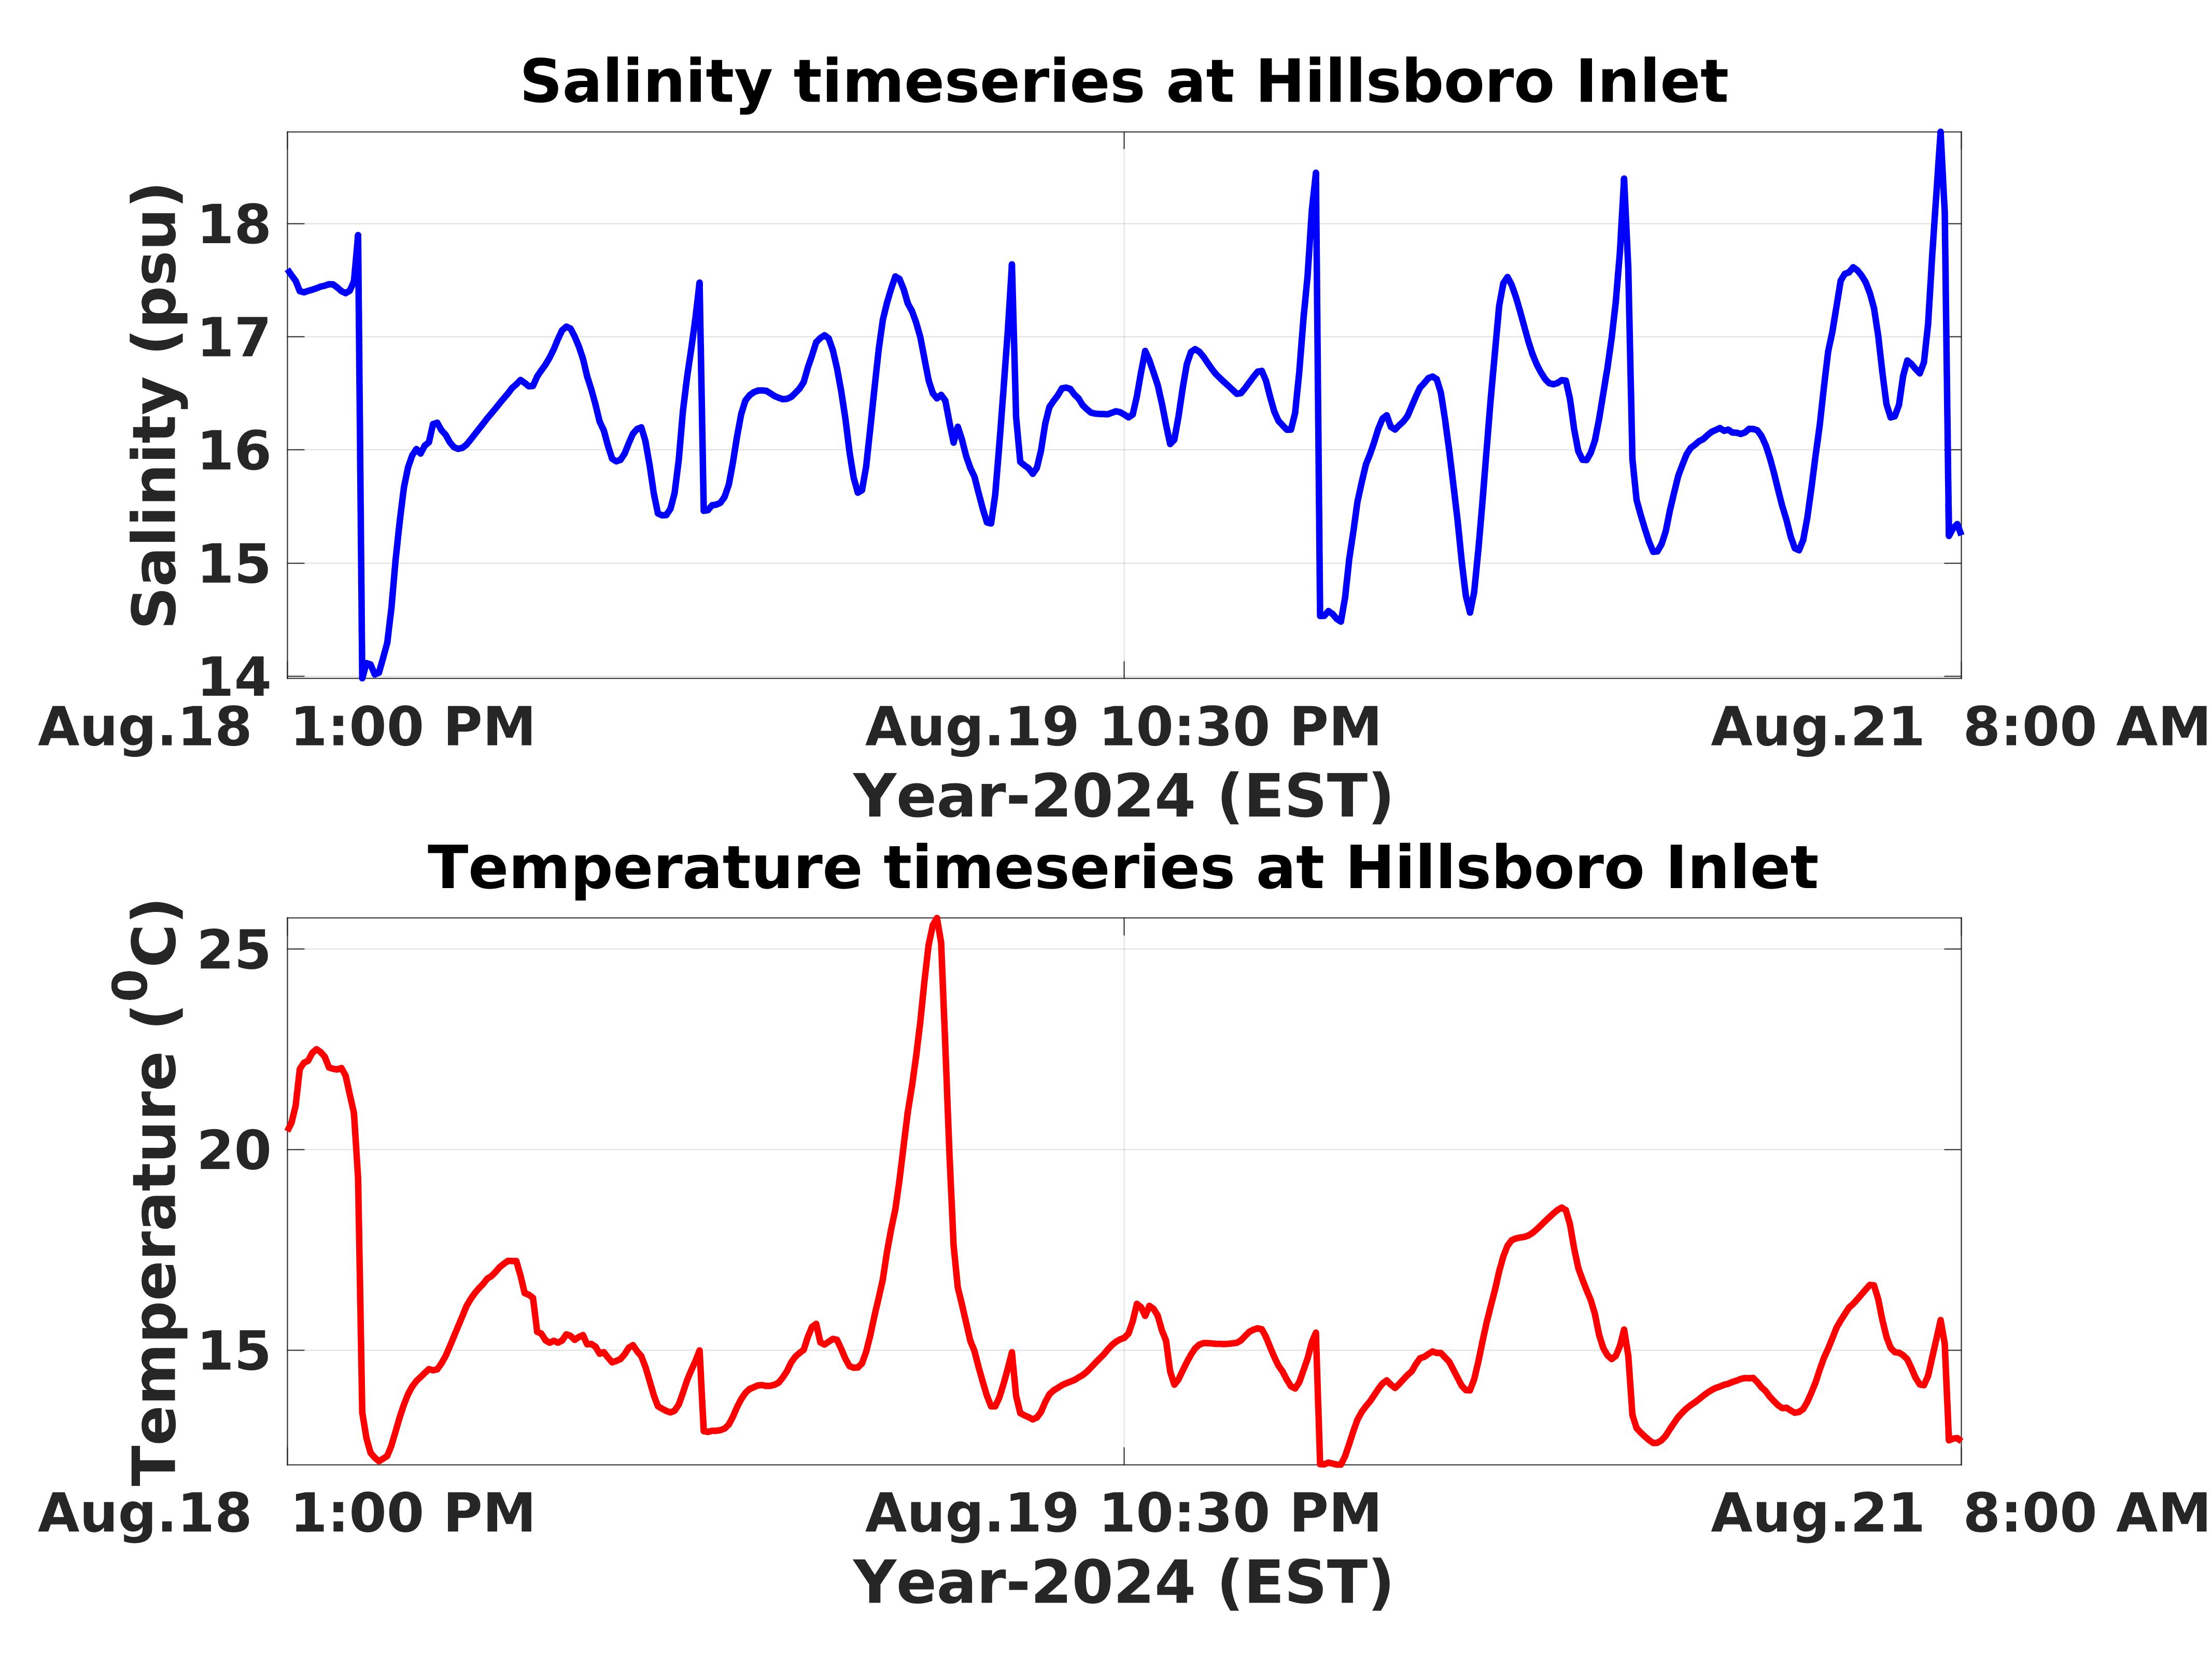 Salinity timeseries at Hillsboro Inlet
Salinity (psu)
18
17
16
15
14
Aug.18 1:00 PM Aug.19 10:30 PM Aug.21 8:00 AM
Year-2024 (EST)
Temperature timeseries at Hillsboro Inlet
Temperature (⁰C)
25
20
15
Aug.18 1:00 PM Aug.19 10:30 PM Aug.21 8:00 AM
Year-2024 (EST)